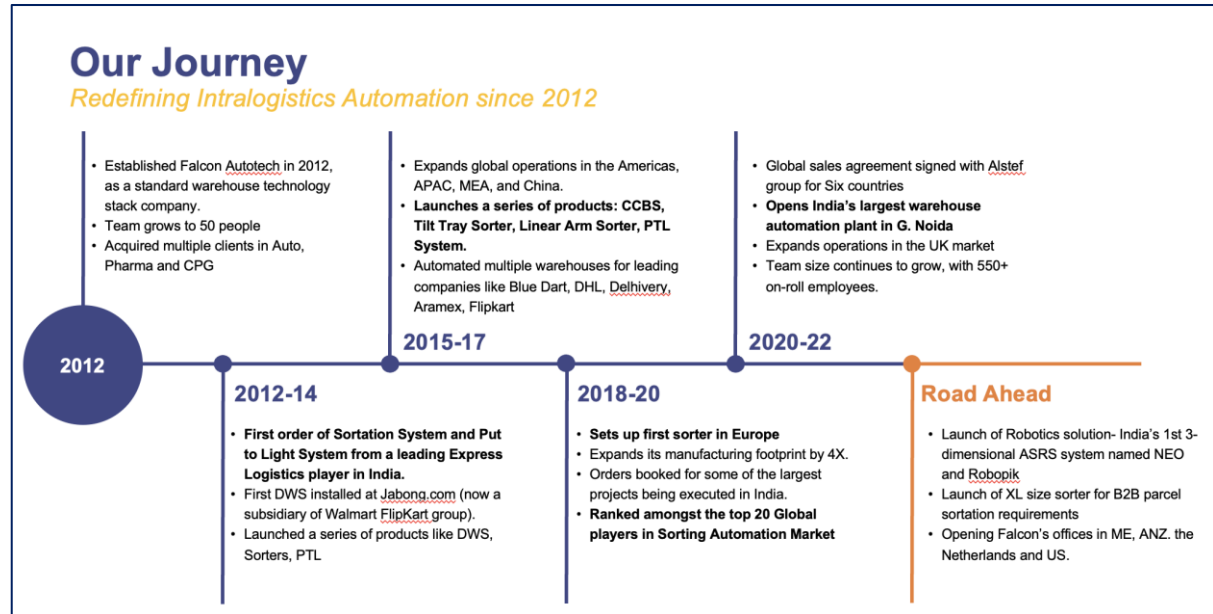 Our Journey
Redefining Intralogistics Automation since 2012
2012
• Established Falcon Autotech in 2012,
as a standard warehouse technology
stack company.
• Team grows to 50 people
• Acquired multiple clients in Auto,
Pharma and CPG
2012-14
• First order of Sortation System and Put
to Light System from a leading Express
Logistics player in India.
• First DWS installed at Jabong.com (now a
subsidiary of Walmart FlipKart group).
• Launched a series of products like DWS,
Sorters, PTL
2015-17
• Expands global operations in the Americas,
APAC, MEA, and China.
• Launches a series of products: CCBS,
Tilt Tray Sorter, Linear Arm Sorter, PTL
System.
• Automated multiple warehouses for leading
companies like Blue Dart, DHL, Delhivery,
Aramex, Flipkart
2018-20
• Sets up first sorter in Europe
• Expands its manufacturing footprint by 4X.
• Orders booked for some of the largest
projects being executed in India.
• Ranked amongst the top 20 Global
players in Sorting Automation Market
2020-22
• Global sales agreement signed with Alstef
group for Six countries
• Opens India's largest warehouse
automation plant in G. Noida
• Expands operations in the UK market
• Team size continues to grow, with 550+
on-roll employees.
Road Ahead
• Launch of Robotics solution- India's 1st 3-
dimensional ASRS system named NEO
and Robopik
• Launch of XL size sorter for B2B parcel
sortation requirements
• Opening Falcon's offices in ME, ANZ. the
Netherlands and US.